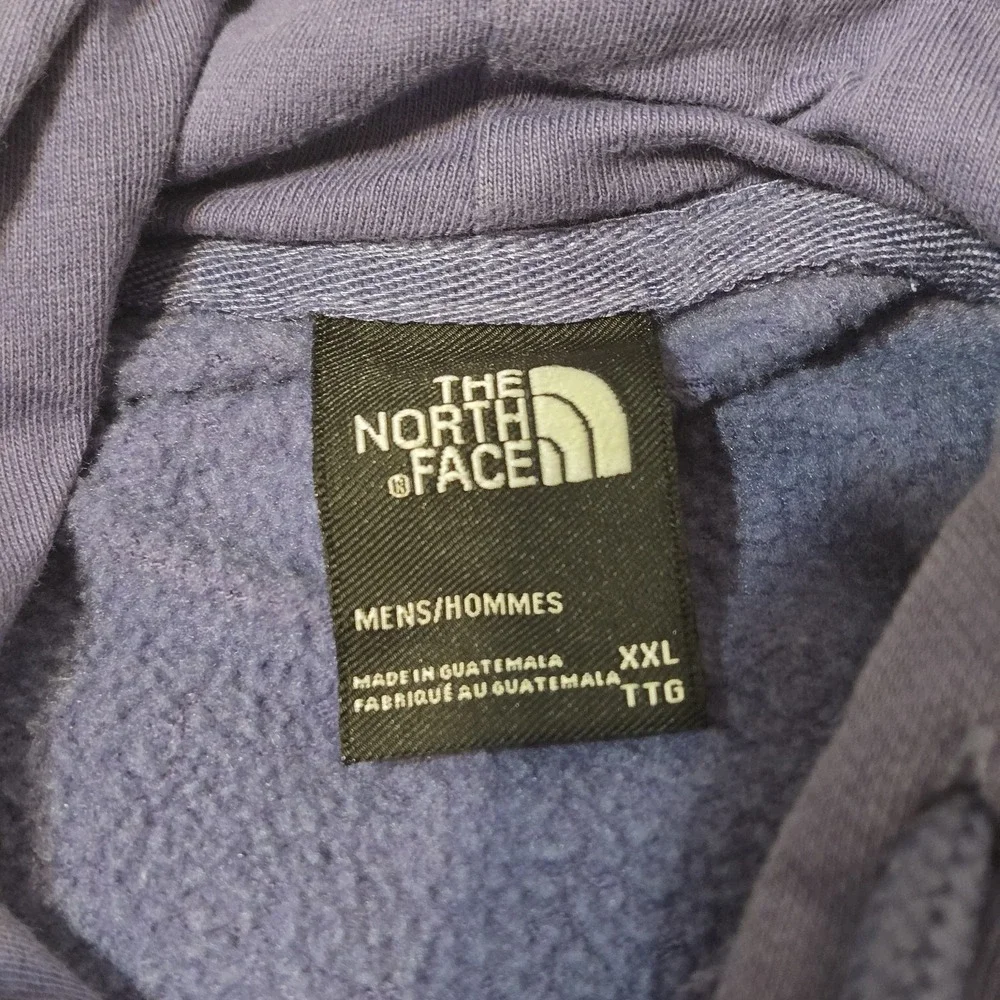 THE
NORTH
®FACE
MENS/HOMMES
MADE IN GUATEMALA XXL
FABRIQUÉ AU GUATEMALA TTG